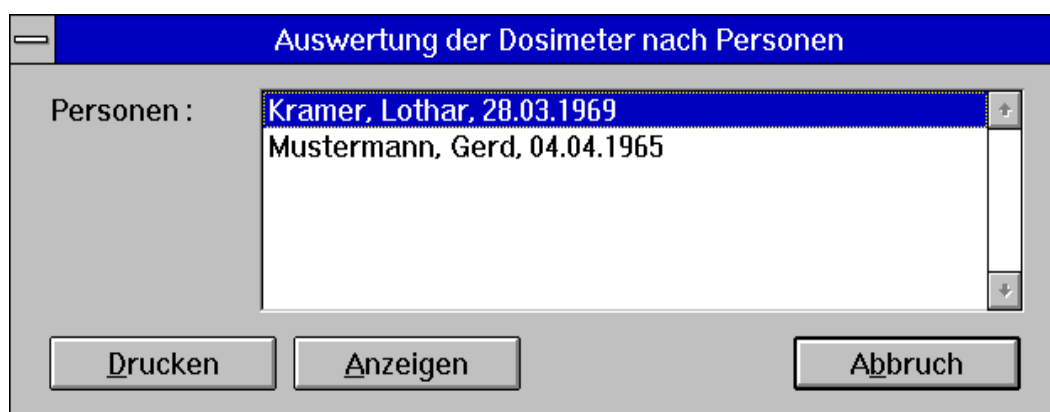 Auswertung der Dosimeter nach Personen
Personen :
Kramer, Lothar, 28.03.1969
Mustermann, Gerd, 04.04.1965
Drucken
Anzeigen
Abbruch